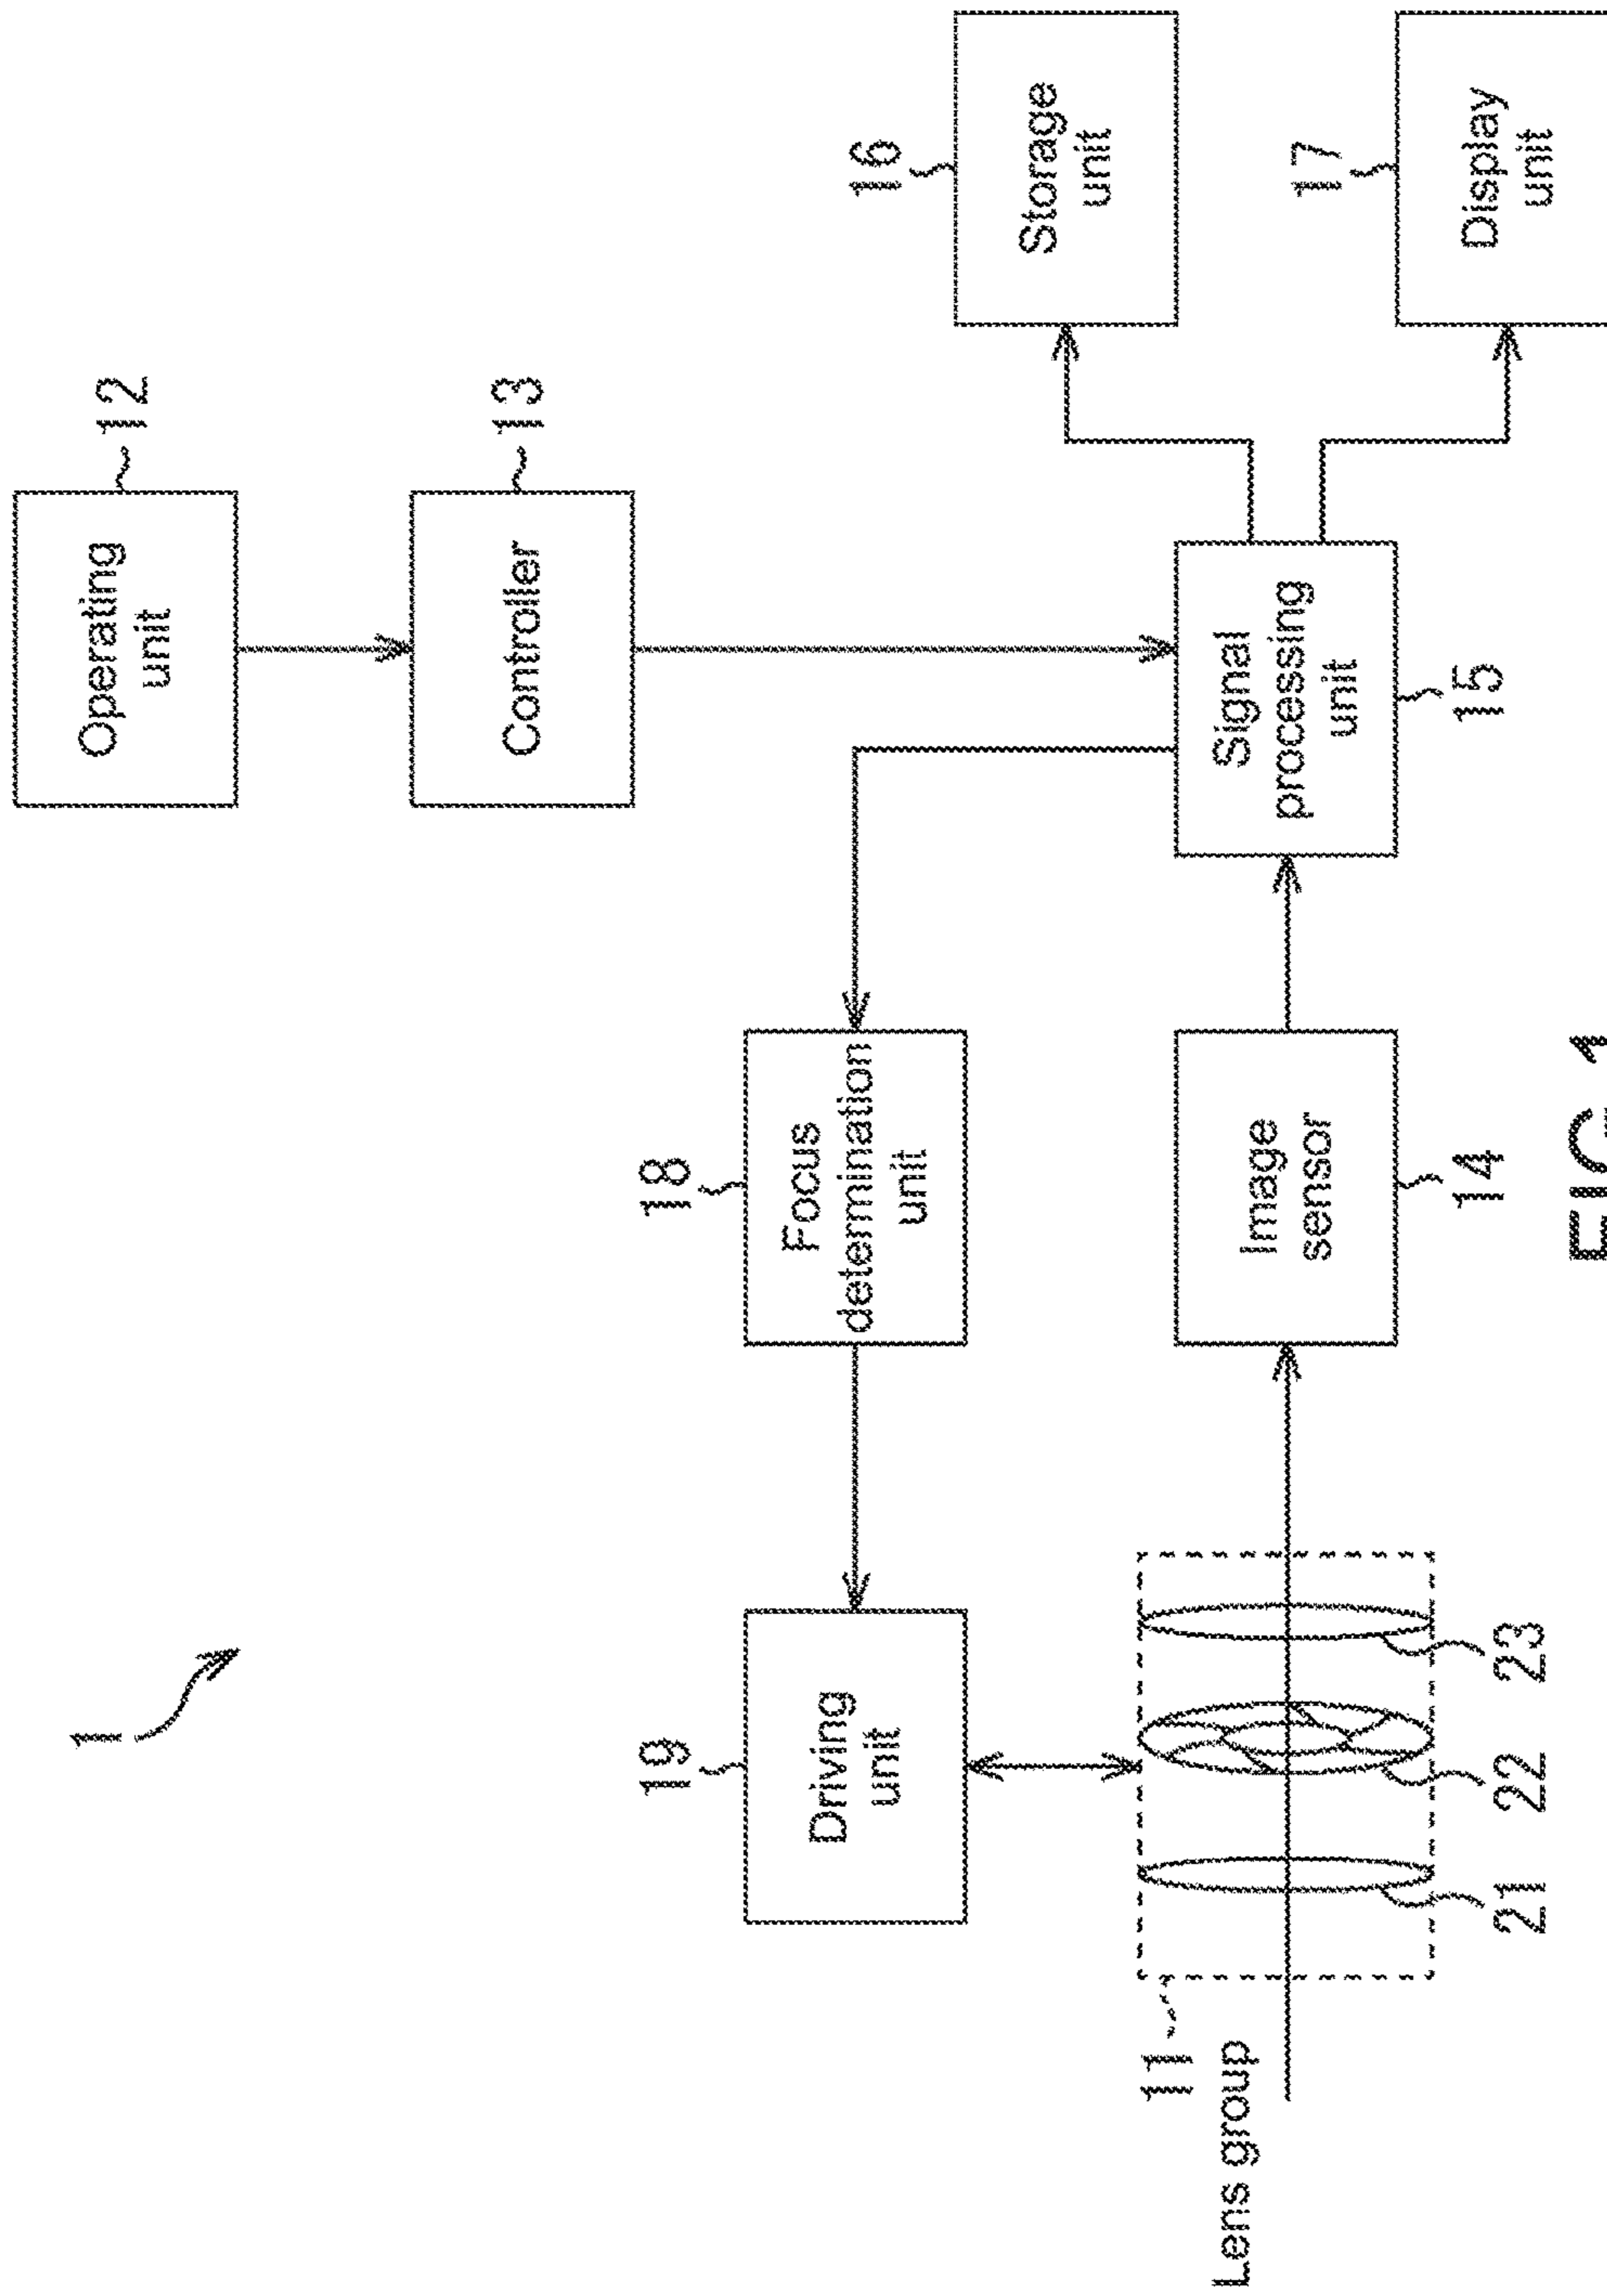 1
Operating
unit
12
Controller
13
19
Driving
unit
18
Focus
determination
unit
16
Storage
unit
11
Lens group
21
22
23
Image
sensor
14
Signal
processing
unit
15
17
Display
unit
FIG.1